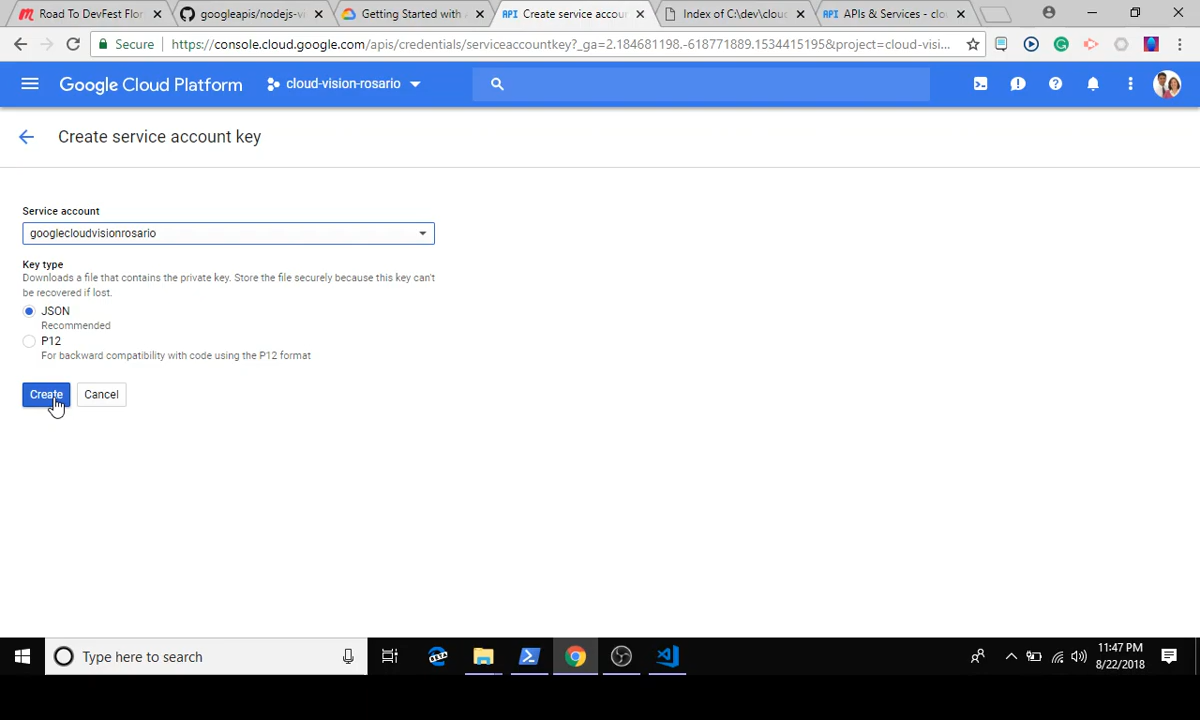 Road To DevFest Flor
googleapis/nodejs-v
Getting Started with
API Create service accoun
Index of C:\dev\cloud
API APIs & Services - clo
Secure
https://console.cloud.google.com/apis/credentials/serviceaccountkey?_ga=2.184681198.-618771889.1534415195&project=cloud-visi...
Google Cloud Platform
cloud-vision-rosario
Create service account key
Service account
googlecloudvisionrosario
Key type
Downloads a file that contains the private key. Store the file securely because this key can't
be recovered if lost.
JSON
Recommended
P12
For backward compatibility with code using the P12 format
Create
Cancel
Type here to search
11:47 PM
8/22/2018